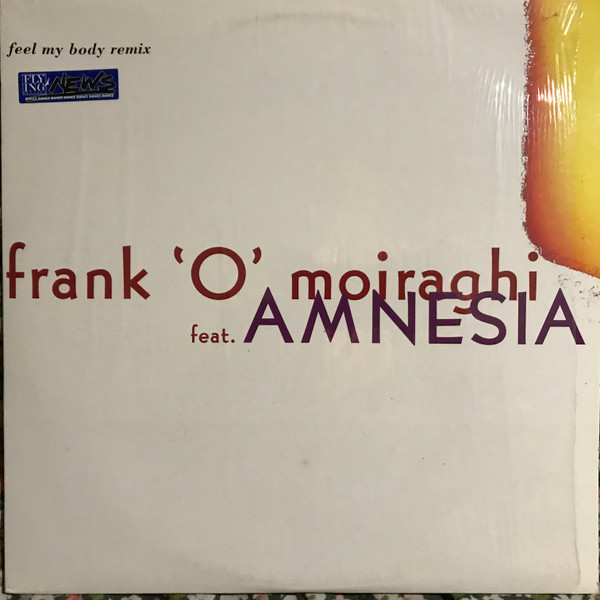 feel my body remix
FLY
ING
NEWS
frank ‘O’ moiraghi
feat. AMNESIA